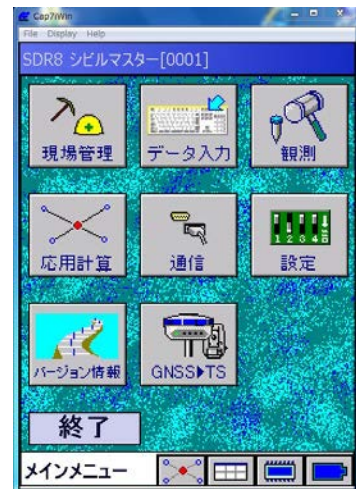 Cap7iWin
File Display Help
SDR8 シビルマスター[0001]
現場管理 データ入力 観測
応用計算 通信 設定
1 2 3 4
バージョン情報 GNSS▶TS
終了
メインメニュー